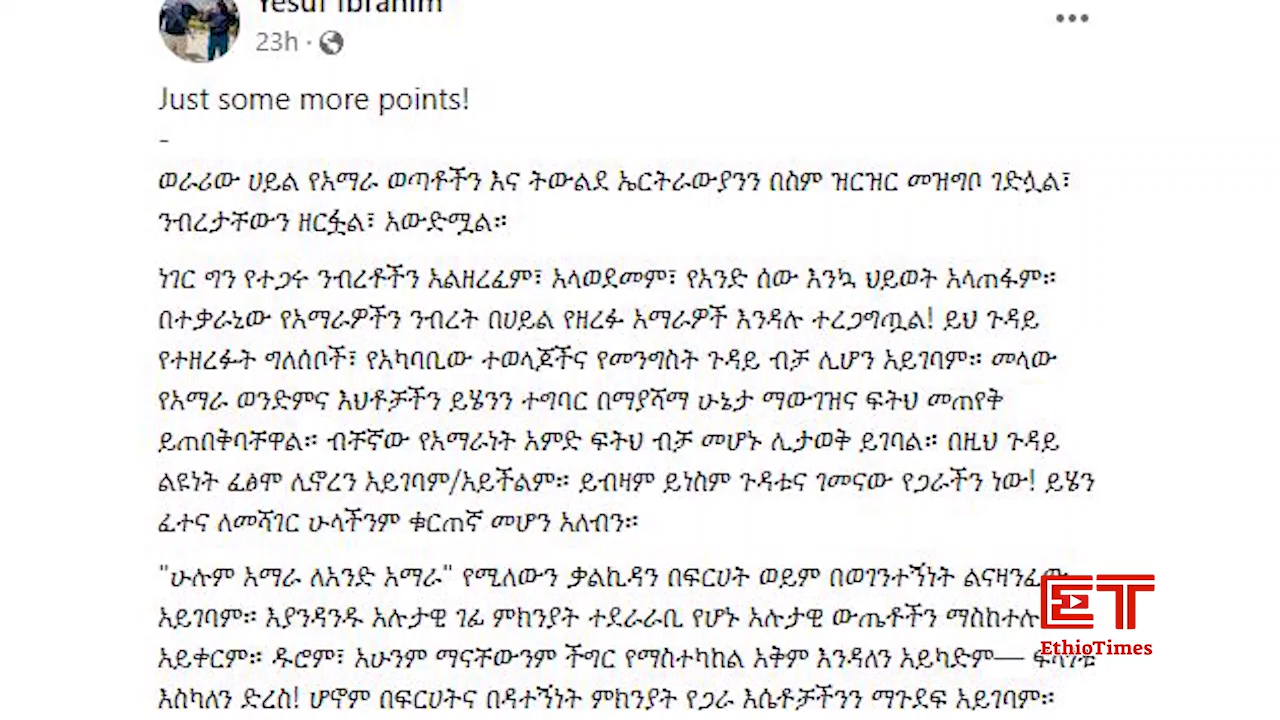 Yesuf Ibrahim
23h ·
Just some more points!
-
ወራሪው ሀይል የአማራ ወጣቶችን እና ትውልደ ኤርትራውያንን በስም ዝርዝር መዝግቦ ገድሏል፣
ንብረታቸውን ዘርፏል፣ አውድሟል።
ነገር ግን የተጋሩ ንብረቶችን አልዘረፈም፣ አላወደመም፣ የአንድ ሰው እንኳ ህይወት አላጠፋም።
በተቃራኒው የአማራዎችን ንብረት በሀይል የዘረፉ አማራዎች እንዳሉ ተረጋግጧል! ይህ ጉዳይ
የተዘረፉት ግለሰቦች፣ የአካባቢው ተወላጆችና የመንግስት ጉዳይ ብቻ ሊሆን አይገባም። መላው
የአማራ ወንድምና እህቶቻችን ይሄንን ተግባር በማያሻማ ሁኔታ ማውገዝና ፍትህ መጠየቅ
ይጠበቅባቸዋል። ብቸኛው የአማራነት አምድ ፍትህ ብቻ መሆኑ ሊታወቅ ይገባል። በዚህ ጉዳይ
ልዩነት ፈፅሞ ሊኖረን አይገባም/አይችልም። ይብዛም ይነስም ጉዳቱና ገመናው የጋራችን ነው! ይሄን
ፈተና ለመሻገር ሁላችንም ቁርጠኛ መሆን አለብን።
"ሁሉም አማራ ለአንድ አማራ" የሚለውን ቃልኪዳን በፍርሀት ወይም በወገንተኝነት ልናዛንፈው
አይገባም። እያንዳንዱ አሉታዊ ገፊ ምክንያት ተደራራቢ የሆኑ አሉታዊ ውጤቶችን ማስከተሉ
አይቀርም። ዱሮም፣ አሁንም ማናቸውንም ችግር የማስተካከል አቅም እንዳለን አይካድም—
እስካለን ድረስ! ሆኖም በፍርሀትና በዳተኝነት ምክንያት የጋራ እሴቶቻችንን ማጉደፍ አይገባም።
ET
EthioTimes